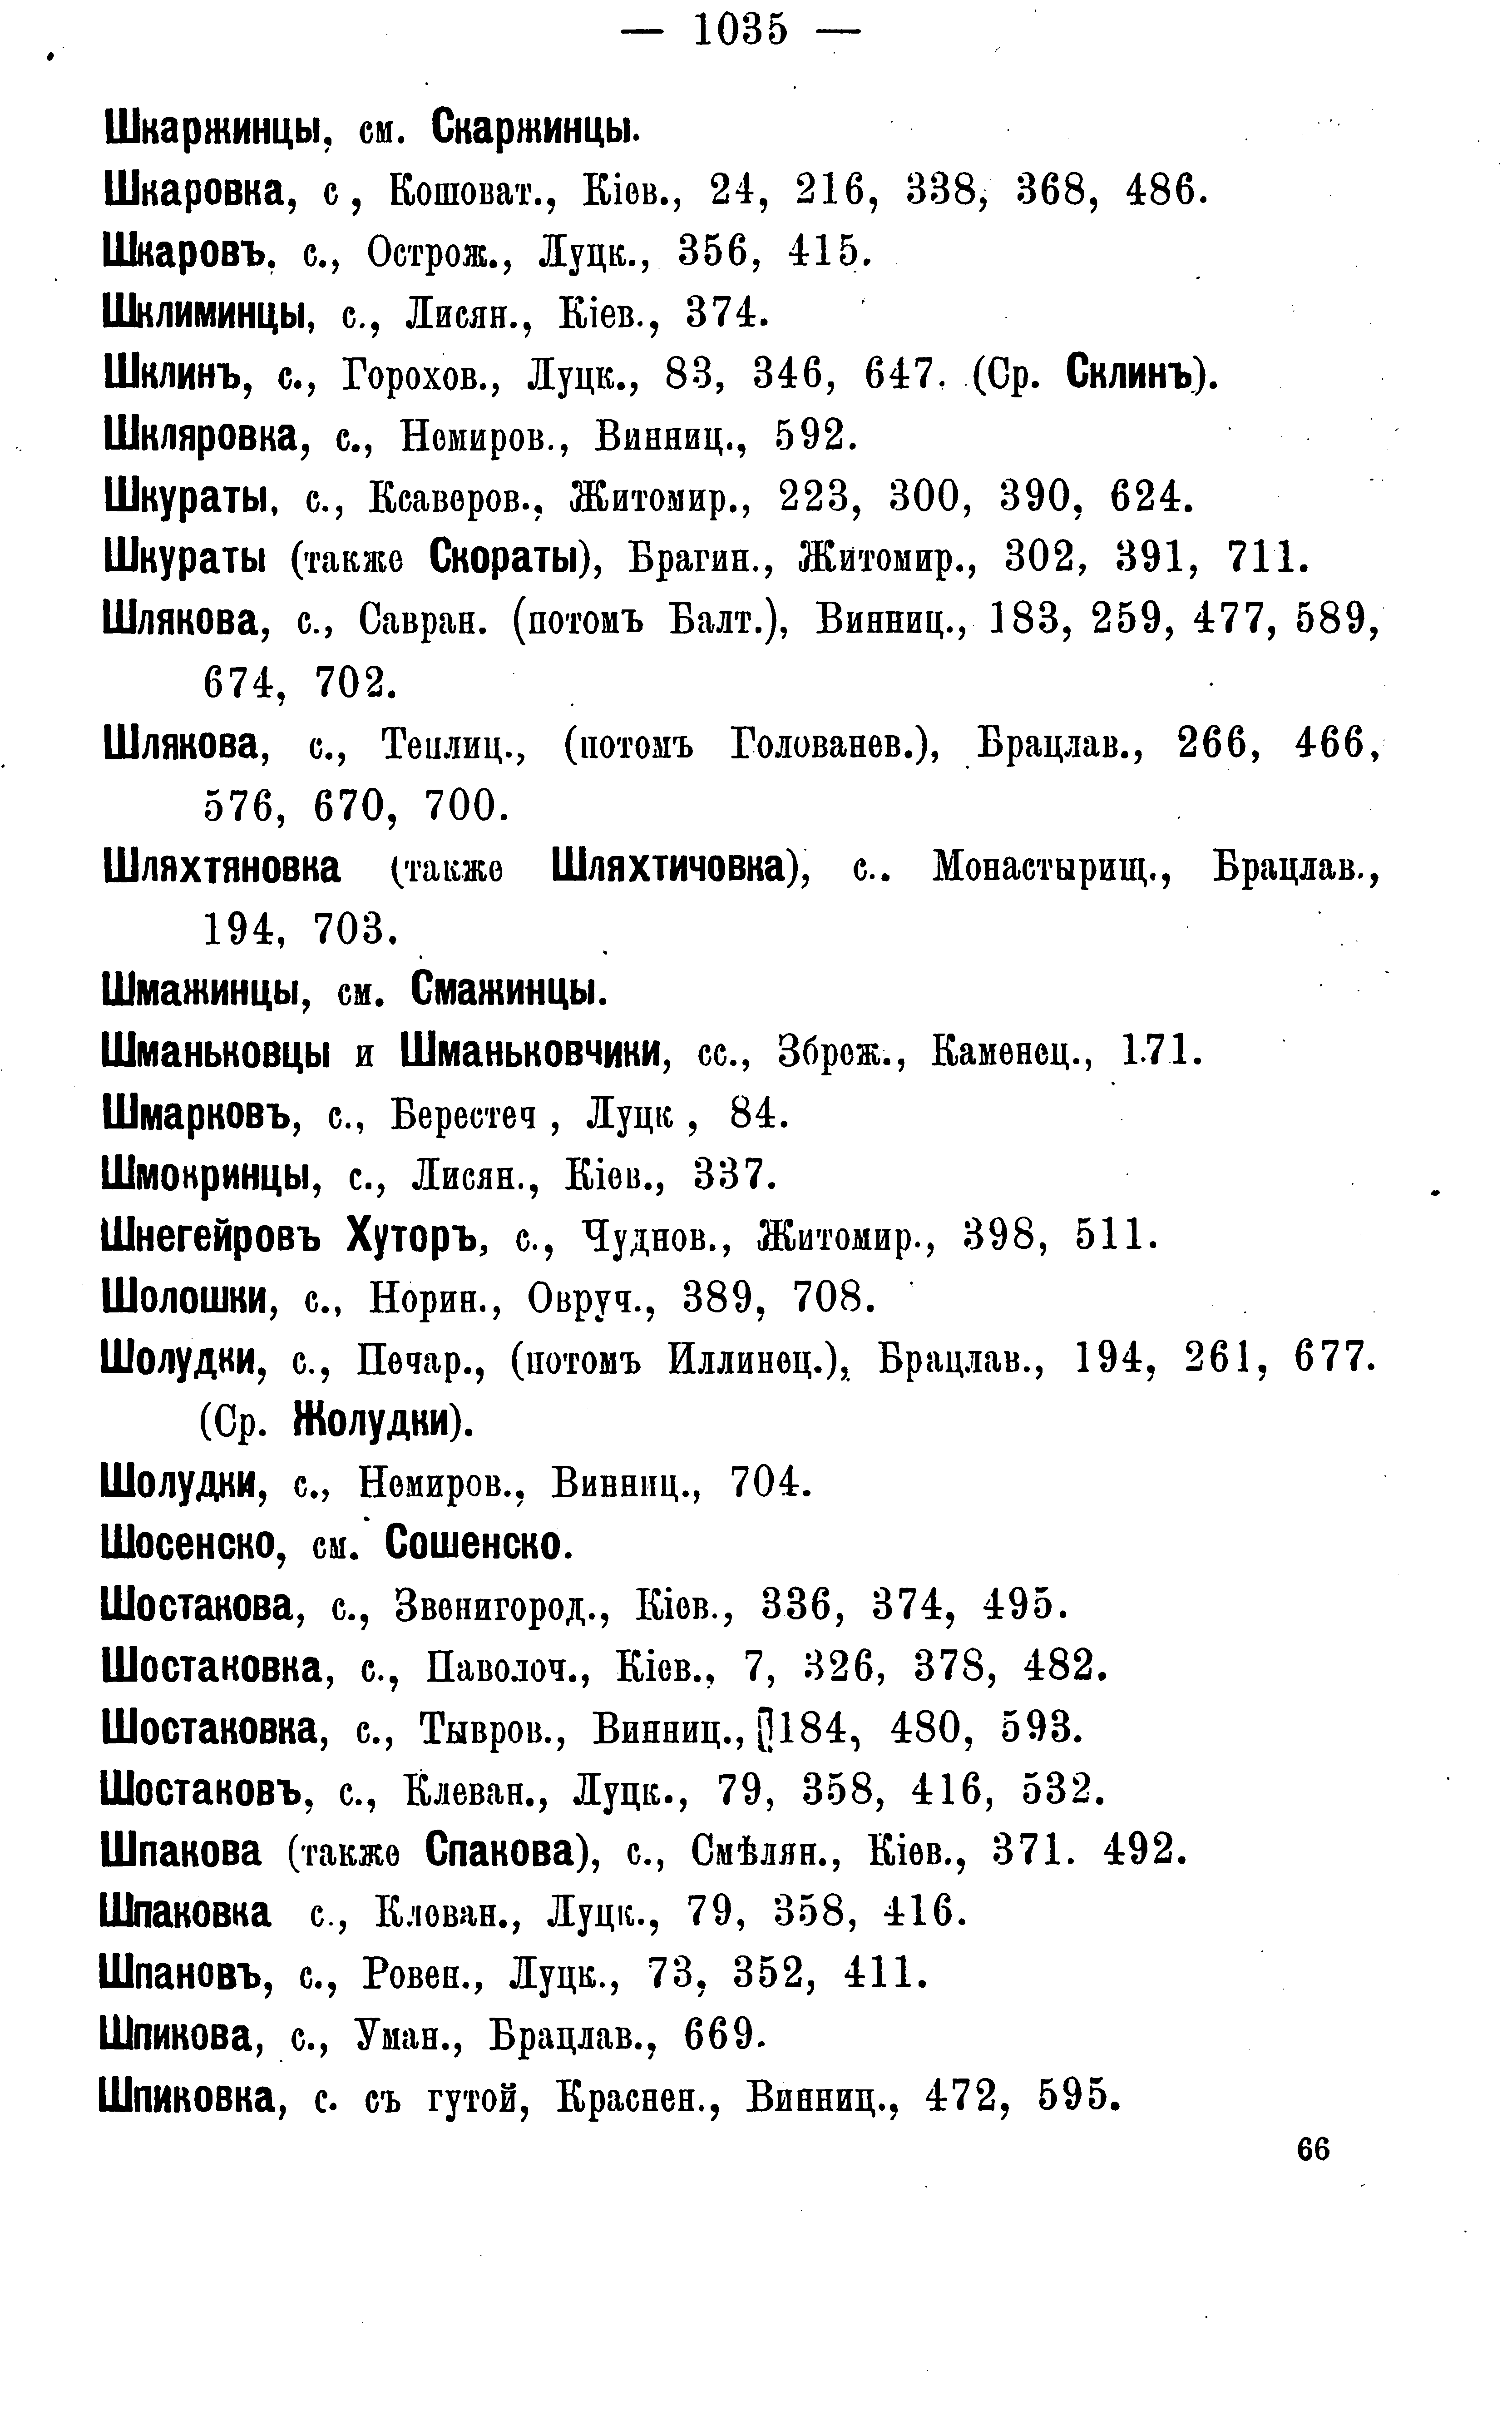 — 1035 —
Шкаржинцы, см. Скаржинцы.
Шкаровка, с , Кошоват., Кіев., 24, 216, 338, 368, 486.
Шкаровъ, с., Острож., Луцк., 356, 415.
Шклиминцы, с., Лисян., Кіев., 374.
Шклинъ, с., Горохов., Луцк., 83, 346, 647. (Ср. Склинъ).
Шкляровка, с., Немиров., Винниц., 592.
Шкураты, с., Ксаверов., Житомир., 223, 300, 390, 624.
Шкураты (также Скораты), Брагин., Житомир., 302, 391, 711.
Шлякова, с., Савран. (потомъ Балт.), Винниц., 183, 259, 477, 589,
674, 702.
Шлякова, с., Теплиц., (потомъ Голованев.), Брацлав., 266, 466,
576, 670, 700.
Шляхтяновка (также Шляхтичовка), с.. Монастырищ., Брацлав.,
194, 703.
Шмажинцы, см. Смажинцы.
Шманьковцы и Шманьковчики, сс., Збреж., Каменец., 171.
Шмарковъ, с., Берестеч , Луцк , 84.
Шмокринцы, с., Лисян., Кіев., 337.
Шнегейровъ Хуторъ, с., Чуднов., Житомир., 398, 511.
Шолошки, с., Норин., Овруч., 389, 708.
Шолудки, с., Печар., (потомъ Иллинец.), Брацлав., 194, 261, 677.
(Ср. Жолудки).
Шолудки, с., Немиров., Винниц., 704.
Шосенско, см. Сошенско.
Шостакова, с., Звенигород., Кіев., 336, 374, 495.
Шостаковка, с., Паволоч., Кіев., 7, 326, 378, 482.
Шостаковка, с., Тывров., Винниц., 184, 480, 593.
Шостаковъ, с., Клеван., Луцк., 79, 358, 416, 532.
Шпакова (также Спакова), с., Смѣлян., Кіев., 371. 492.
Шпаковка с., Клеван., Луцк., 79, 358, 416.
Шпановъ, с., Ровен., Луцк., 73, 352, 411.
Шпикова, с., Уман., Брацлав., 669.
Шпиковка, с. съ гутой, Краснен., Винниц., 472, 595.
66